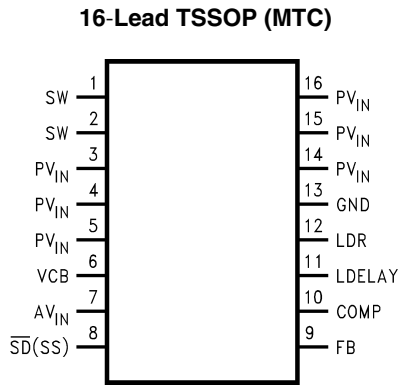 16-Lead TSSOP (MTC)
SW 1 16 PVIN
SW 2 15 PVIN
PVIN 3 14 PVIN
PVIN 4 13 GND
PVIN 5 12 LDR
VCB 6 11 LDELAY
AVIN 7 10 COMP
S̅D̅(SS) 8 9 FB